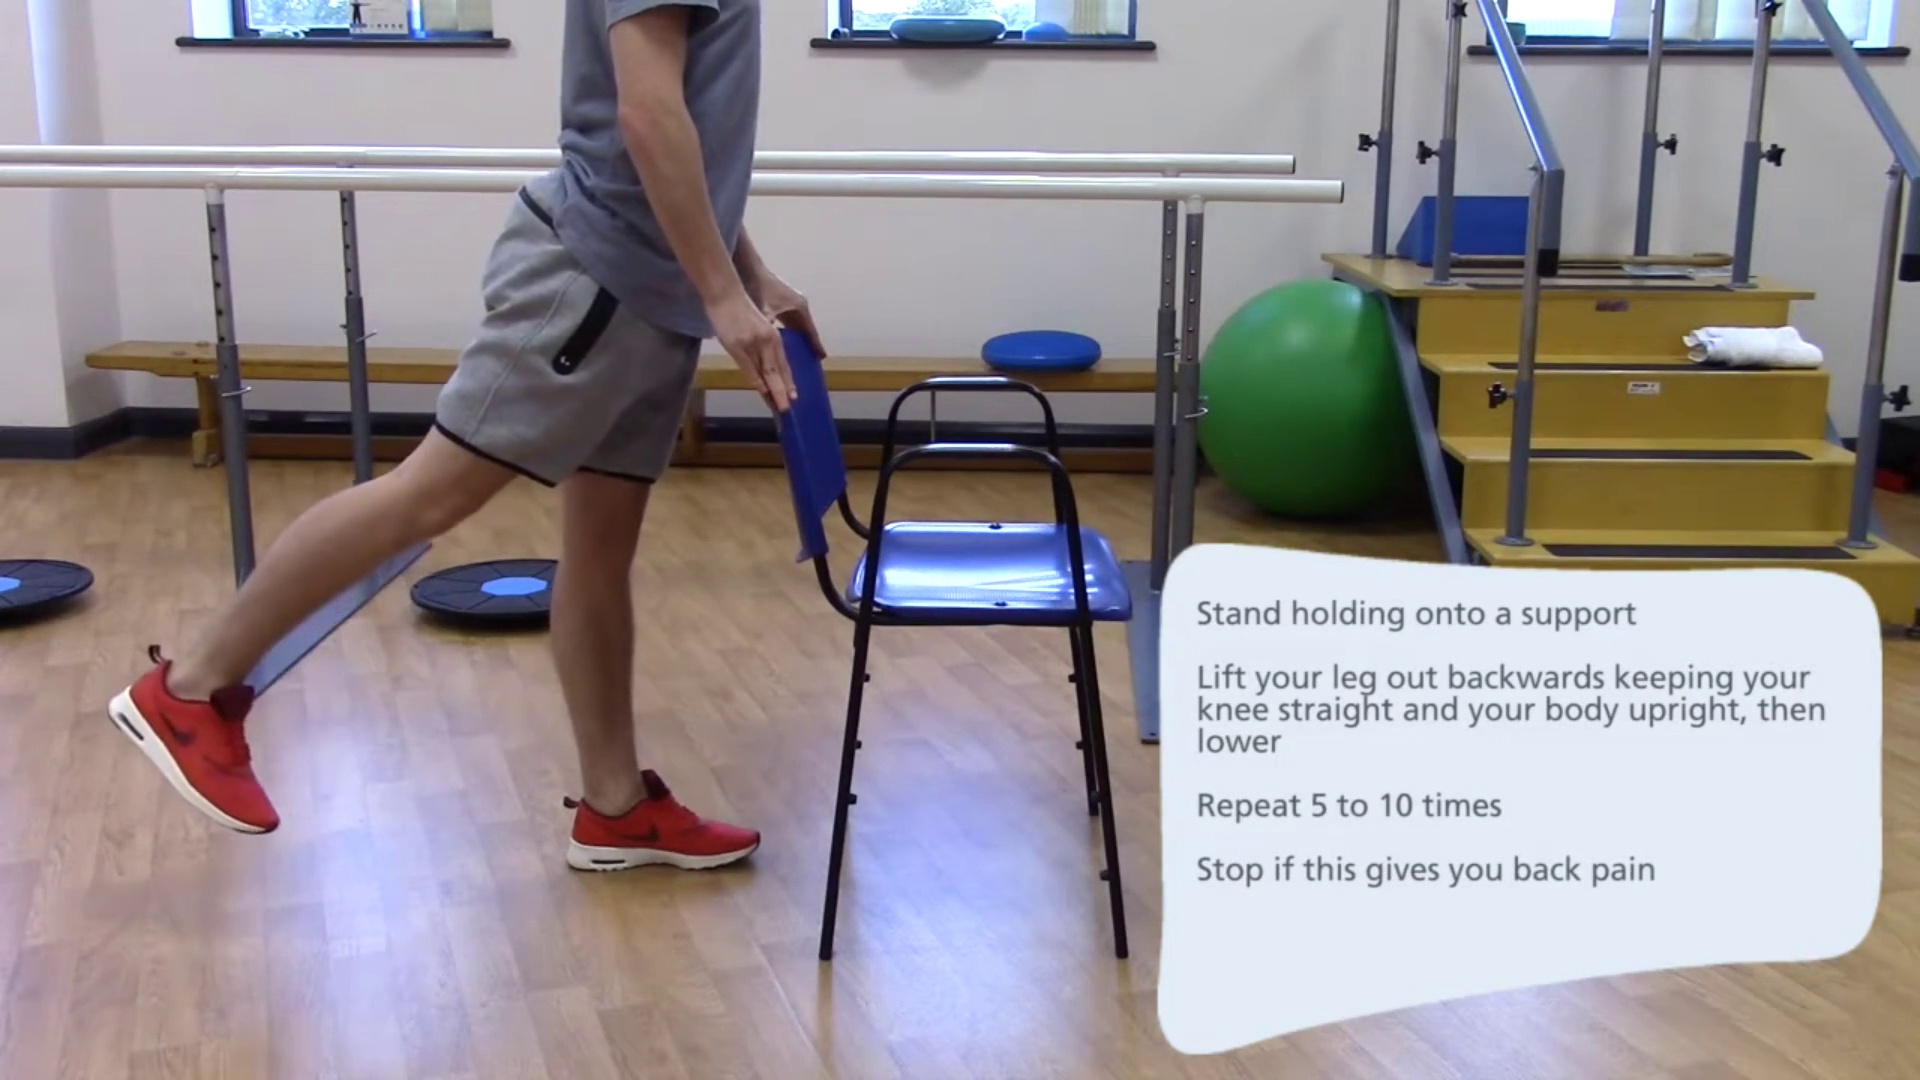 Stand holding onto a support
Lift your leg out backwards keeping your
knee straight and your body upright, then
lower
Repeat 5 to 10 times
Stop if this gives you back pain